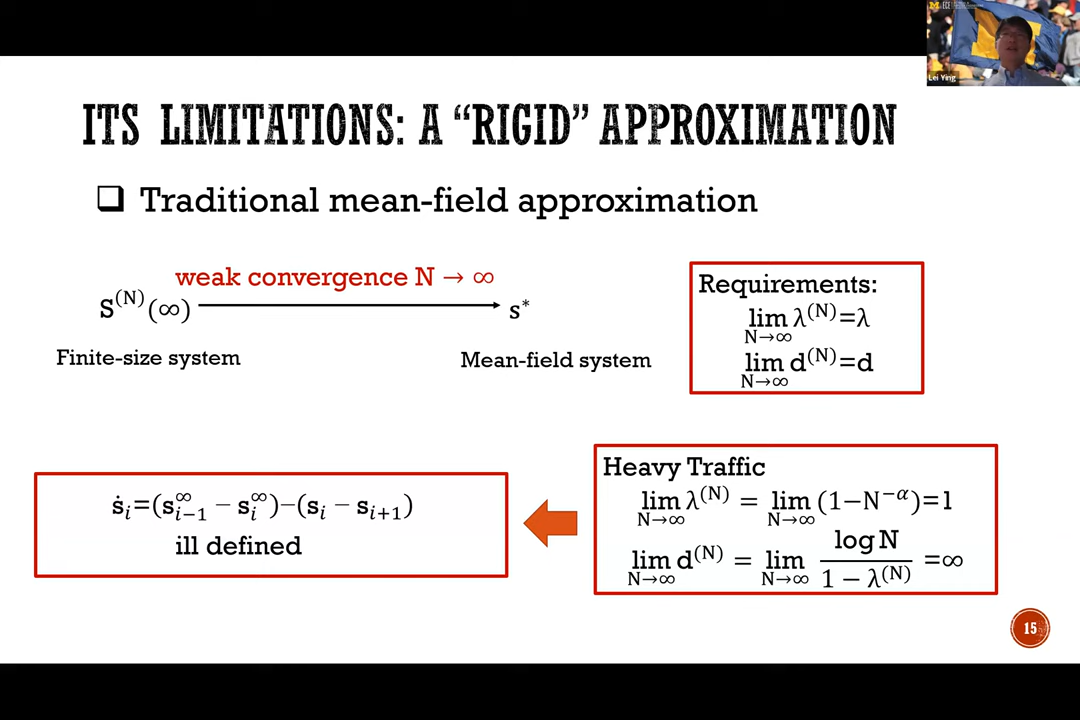 M ECE
Lei Ying
ITS LIMITATIONS: A “RIGID” APPROXIMATION
❑ Traditional mean-field approximation
weak convergence N → ∞
S^(N)(∞) → s*
Finite-size system
Mean-field system
Requirements:
lim λ^(N)=λ
N→∞
lim d^(N)=d
N→∞
ṡ_i=(s_{i−1}^∞ − s_i^∞)−(s_i − s_{i+1})
ill defined
Heavy Traffic
lim λ^(N) = lim (1−N^{−α})=1
N→∞ N→∞
lim d^(N) = lim log N / (1 − λ^(N)) =∞
N→∞ N→∞
15